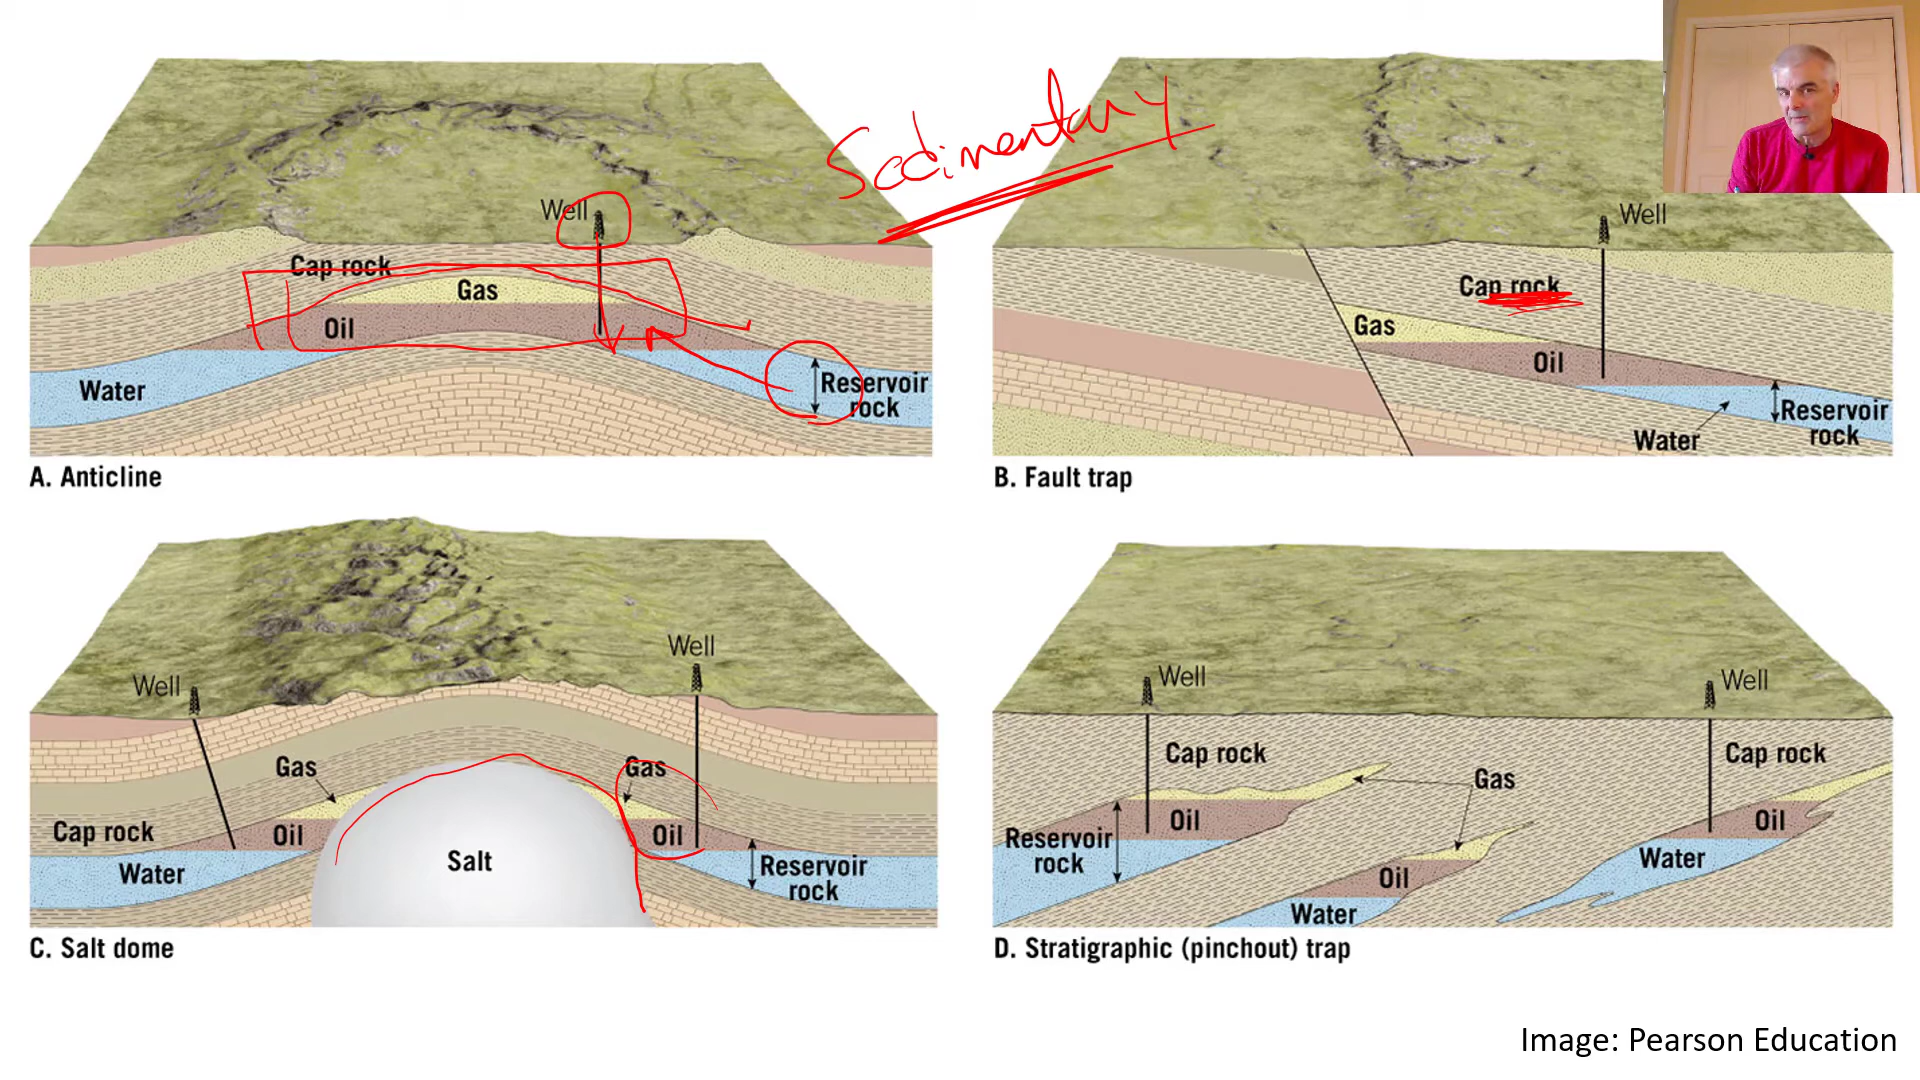 Sedimentary
Well
Cap rock
Gas
Oil
Water
Reservoir
rock
A. Anticline
Well
Cap rock
Gas
Oil
Water
Reservoir
rock
B. Fault trap
Well
Well
Gas
Gas
Cap rock
Oil
Oil
Salt
Water
Reservoir
rock
C. Salt dome
Well
Well
Cap rock
Cap rock
Gas
Oil
Oil
Reservoir
rock
Water
Oil
Water
D. Stratigraphic (pinchout) trap
Image: Pearson Education